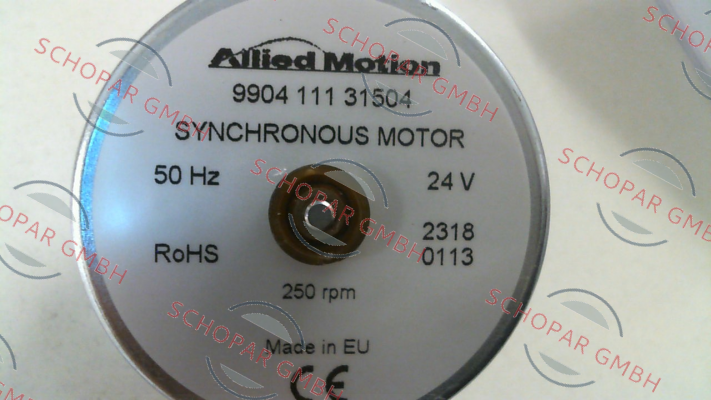 Allied Motion
9904 111 31504
SYNCHRONOUS MOTOR
50 Hz
24 V
2318
RoHS
0113
250 rpm
Made in EU
CE
SCHOPAR GMBH
SCHOPAR GMBH
SCHOPAR GMBH
SCHOPAR GMBH
SCHOPAR GMBH
SCHOPAR GMBH
SCHOPAR GMBH
SCHOPAR GMBH